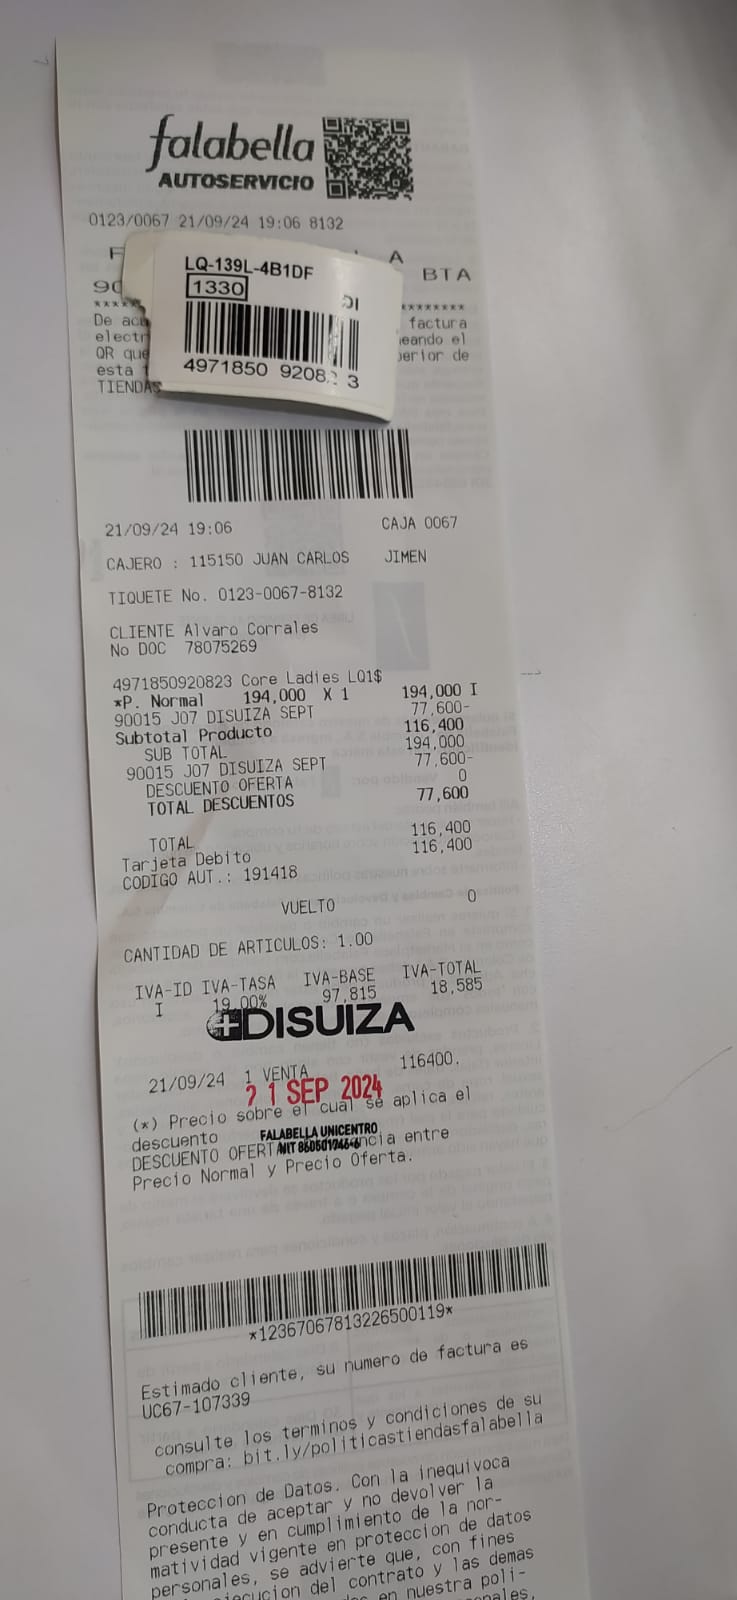 falabella
AUTOSERVICIO
0123/0067 21/09/24 19:06 8132
A
BTA
LQ-139L-4B1DF
1330
4971850 9208 3
factura
QR que
esta
TIENDAS
21/09/24 19:06 CAJA 0067
CAJERO : 115150 JUAN CARLOS JIMEN
TIQUETE No. 0123-0067-8132
CLIENTE Alvaro Corrales
No DOC 78075269
4971850920823 Core Ladies LQ1$
*P. Normal 194,000 X 1 194,000 I
90015 J07 DISUIZA SEPT 77,600-
Subtotal Producto 116,400
SUB TOTAL 194,000
90015 J07 DISUIZA SEPT 77,600-
DESCUENTO OFERTA 0
TOTAL DESCUENTOS 77,600
TOTAL 116,400
Tarjeta Debito 116,400
CODIGO AUT.: 191418
VUELTO 0
CANTIDAD DE ARTICULOS: 1.00
IVA-ID IVA-TASA IVA-BASE IVA-TOTAL
I 19.00% 97,815 18,585
DISUIZA
21/09/24 1 VENTA 116400.
21 SEP 2024
(*) Precio sobre el cual se aplica el
descuento
FALABELLA UNICENTRO
DESCUENTO OFERTA NIT entre
Precio Normal y Precio Oferta.
*12367067813226500119*
Estimado cliente, su numero de factura es
UC67-107339
consulte los terminos y condiciones de su
compra: bit.ly/politicastiendasfalabella
Proteccion de Datos. Con la inequivoca
conducta de aceptar y no devolver la
presente y en cumplimiento de la nor-
matividad vigente en proteccion de datos
personales, se advierte que, con fines
del contrato y las demas
en nuestra poli-